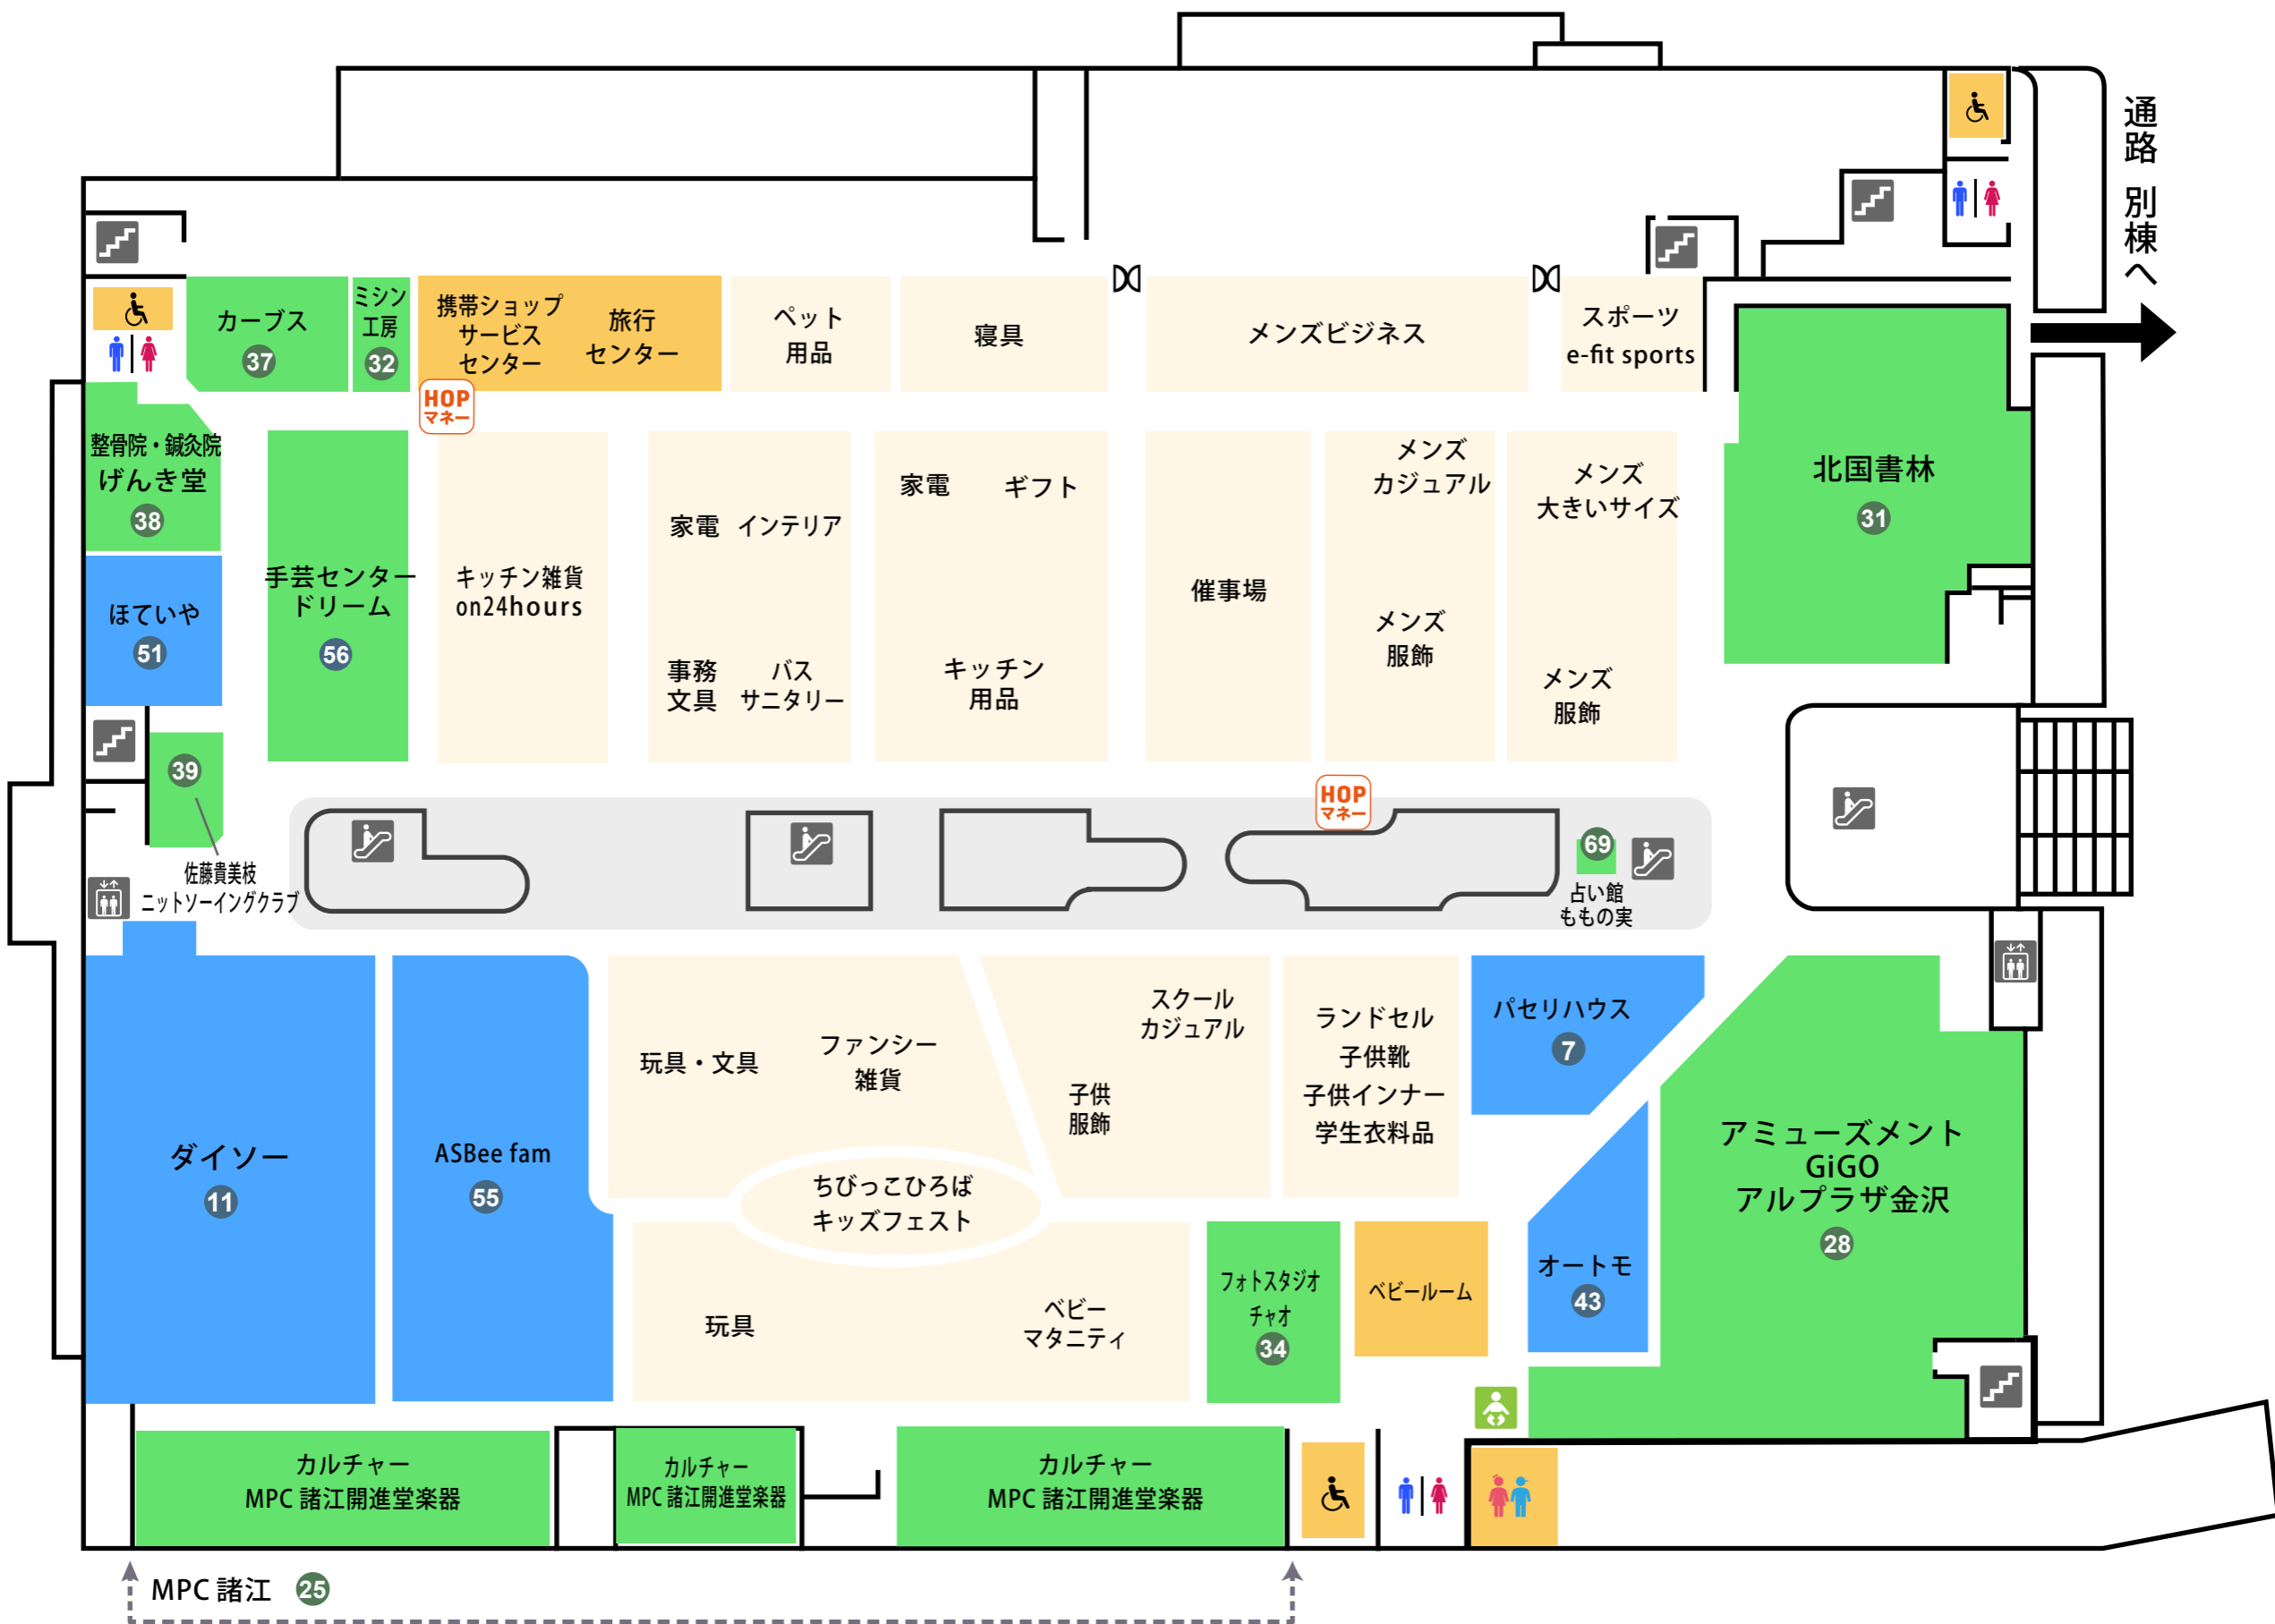 通路 別棟へ
カーブス
37
ミシン
工房
32
携帯ショップ
サービス
センター
旅行
センター
ペット
用品
寝具
メンズビジネス
スポーツ
e-fit sports
HOP
マネー
整骨院・鍼灸院
げんき堂
38
ほていや
51
手芸センター
ドリーム
56
キッチン雑貨
on24hours
家電 インテリア
事務
文具
バス
サニタリー
家電 ギフト
キッチン
用品
催事場
メンズ
カジュアル
メンズ
服飾
メンズ
大きいサイズ
メンズ
服飾
北国書林
31
39
佐藤貴美枝
ニットソーイングクラブ
HOP
マネー
69
占い館
ももの実
ダイソー
11
ASBee fam
55
玩具・文具
ファンシー
雑貨
スクール
カジュアル
子供
服飾
ランドセル
子供靴
子供インナー
学生衣料品
パセリハウス
7
ちびっこひろば
キッズフェスト
玩具
ベビー
マタニティ
フォトスタジオ
チャオ
34
ベビールーム
オートモ
43
アミューズメント
GiGO
アルプラザ金沢
28
カルチャー
MPC 諸江開進堂楽器
カルチャー
MPC 諸江開進堂楽器
カルチャー
MPC 諸江開進堂楽器
MPC 諸江 25